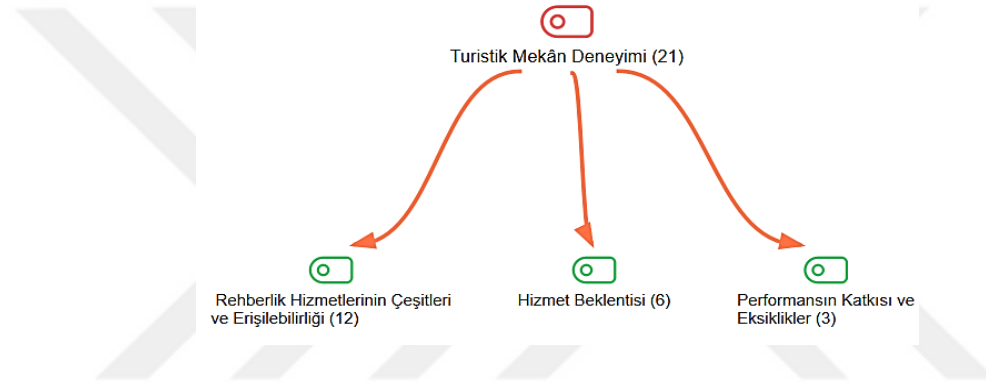 Turistik Mekân Deneyimi (21)
Rehberlik Hizmetlerinin Çeşitleri
ve Erişilebilirliği (12)
Hizmet Beklentisi (6)
Performansın Katkısı ve
Eksiklikler (3)